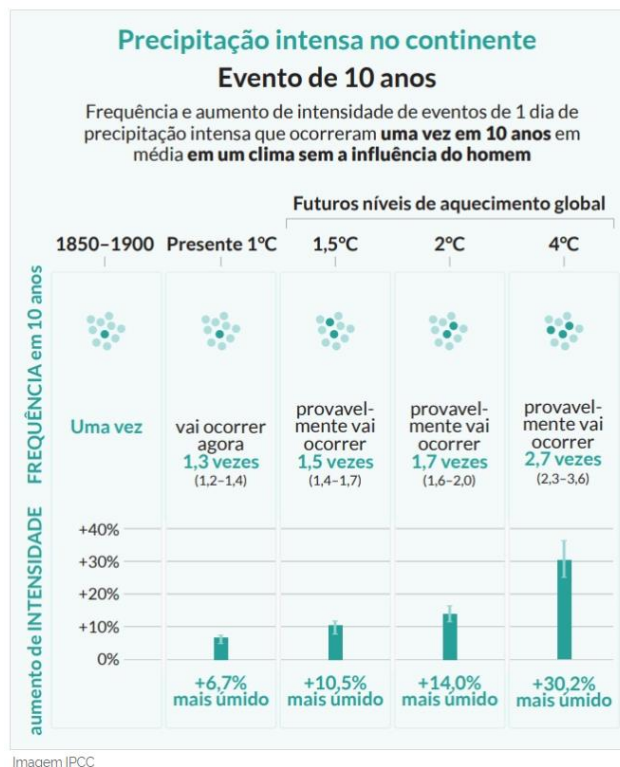 Precipitação intensa no continente
Evento de 10 anos
Frequência e aumento de intensidade de eventos de 1 dia de
precipitação intensa que ocorreram uma vez em 10 anos em
média em um clima sem a influência do homem
Futuros níveis de aquecimento global
1850–1900 Presente 1°C 1,5°C 2°C 4°C
FREQUÊNCIA em 10 anos
Uma vez
vai ocorrer
agora
1,3 vezes
(1,2–1,4)
provavel-
mente vai
ocorrer
1,5 vezes
(1,4–1,7)
provavel-
mente vai
ocorrer
1,7 vezes
(1,6–2,0)
provavel-
mente vai
ocorrer
2,7 vezes
(2,3–3,6)
aumento de INTENSIDADE
+40%
+30%
+20%
+10%
0%
+6,7%
mais úmido
+10,5%
mais úmido
+14,0%
mais úmido
+30,2%
mais úmido
Imagem IPCC